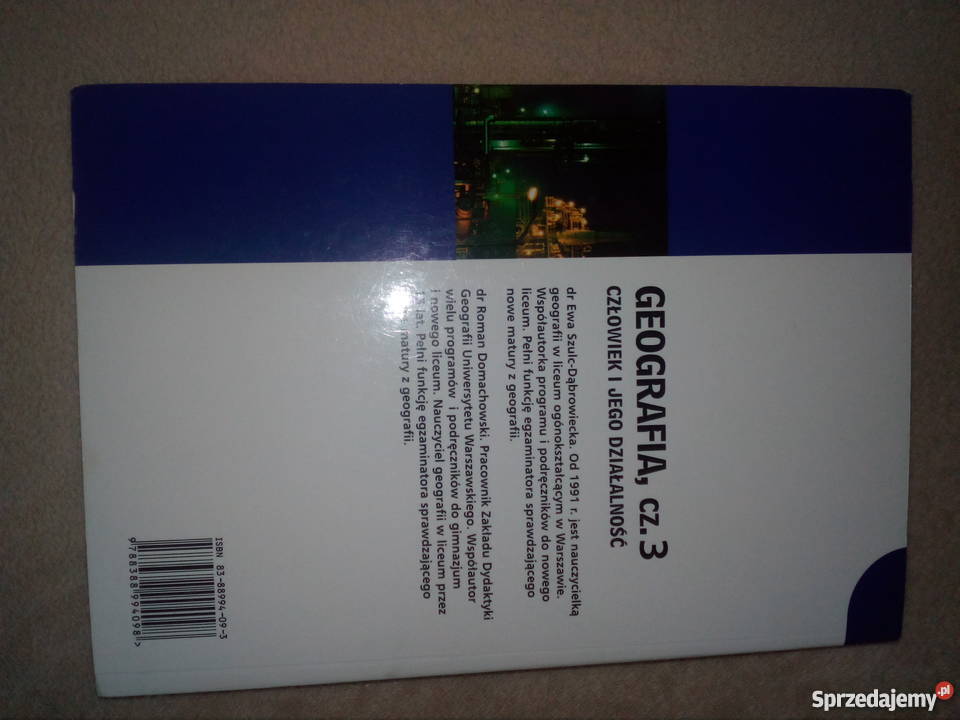 GEOGRAFIA, CZ. 3
CZŁOWIEK I JEGO DZIAŁALNOŚĆ
dr Ewa Szulc-Dąbrowiecka. Od 1991 r. jest nauczycielką
geografii w liceum ogólnokształcącym w Warszawie.
Współautorka programu i podręczników do nowego
liceum. Pełni funkcję egzaminatora sprawdzającego
nowe matury z geografii.
dr Roman Domachowski. Pracownik Zakładu Dydaktyki
Geografii Uniwersytetu Warszawskiego. Współautor
wielu programów i podręczników do gimnazjum
i nowego liceum. Nauczyciel geografii w liceum przez
13 lat. Pełni funkcję egzaminatora sprawdzającego
matury z geografii.
ISBN 83-88994-09-3
9788388994098>
Sprzedajemy.pl